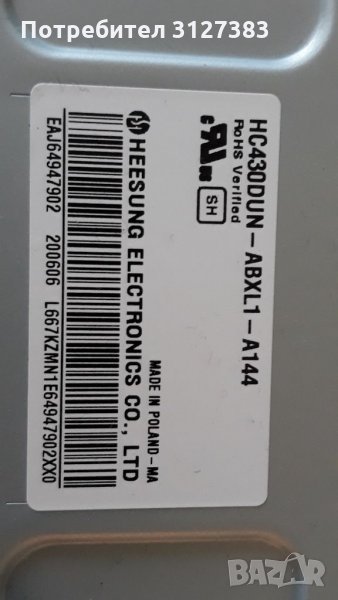 Потребител 3127383
HC430DUN-ABXL1-A144
RoHS Verified
SH
HEESUNG ELECTRONICS CO., LTD
MADE IN POLAND-MA
EAJ64947902 200606 L667KZMN1E64947902XX0
BAZAR